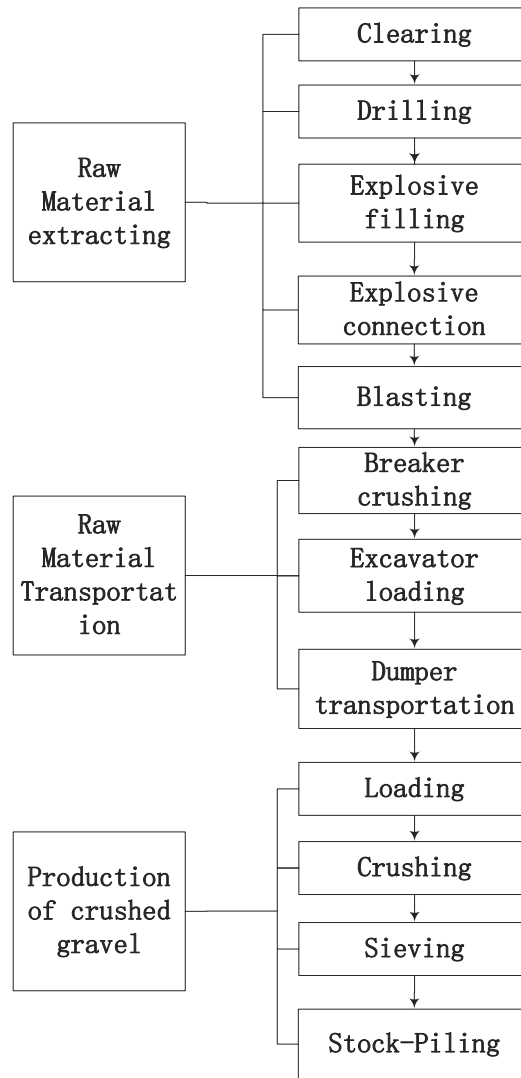 Clearing
Drilling
Raw
Material
extracting
Explosive
filling
Explosive
connection
Blasting
Breaker
crushing
Raw
Material
Transportat
ion
Excavator
loading
Dumper
transportation
Loading
Crushing
Production
of crushed
gravel
Sieving
Stock-Piling